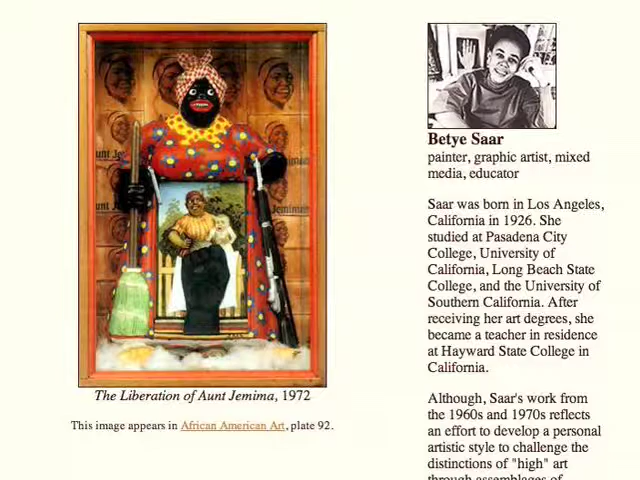 unt Je
unt J
Jemima
The Liberation of Aunt Jemima, 1972
This image appears in African American Art, plate 92.
Betye Saar
painter, graphic artist, mixed
media, educator
Saar was born in Los Angeles,
California in 1926. She
studied at Pasadena City
College, University of
California, Long Beach State
College, and the University of
Southern California. After
receiving her art degrees, she
became a teacher in residence
at Hayward State College in
California.
Although, Saar's work from
the 1960s and 1970s reflects
an effort to develop a personal
artistic style to challenge the
distinctions of "high" art
through assemblages of